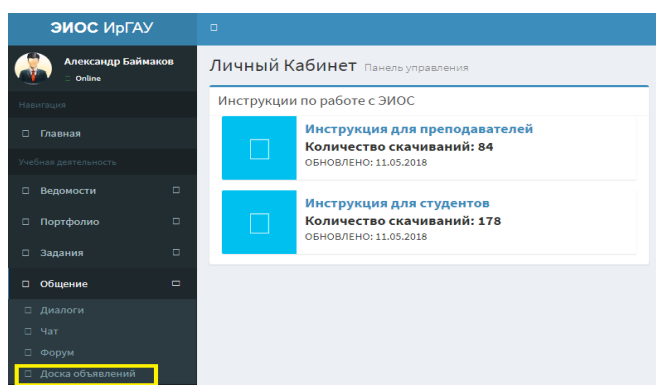 ЭИОС ИрГАУ
Александр Баймаков
Online
Навигация
Главная
Учебная деятельность
Ведомости
Портфолио
Задания
Общение
Диалоги
Чат
Форум
Доска объявлений
Личный Кабинет Панель управления
Инструкции по работе с ЭИОС
Инструкция для преподавателей
Количество скачиваний: 84
ОБНОВЛЕНО: 11.05.2018
Инструкция для студентов
Количество скачиваний: 178
ОБНОВЛЕНО: 11.05.2018